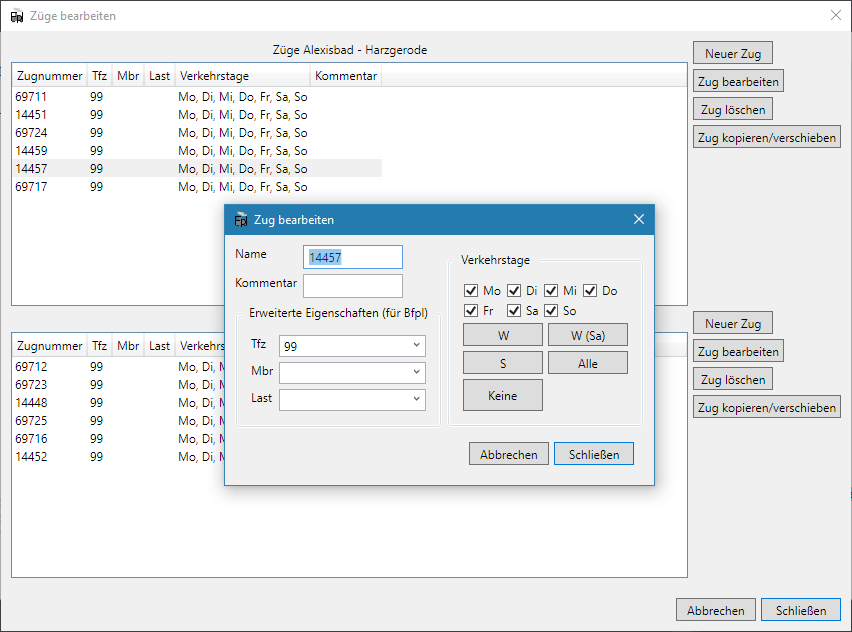 Züge bearbeiten
Züge Alexisbad - Harzgerode
Zugnummer Tfz Mbr Last Verkehrstage Kommentar
69711 99 Mo, Di, Mi, Do, Fr, Sa, So
14451 99 Mo, Di, Mi, Do, Fr, Sa, So
69724 99 Mo, Di, Mi, Do, Fr, Sa, So
14459 99 Mo, Di, Mi, Do, Fr, Sa, So
14457 99 Mo, Di, Mi, Do, Fr, Sa, So
69717 99 Mo, Di, Mi, Do, Fr, Sa, So
Neuer Zug
Zug bearbeiten
Zug löschen
Zug kopieren/verschieben
Zug bearbeiten
Name 14457
Kommentar
Erweiterte Eigenschaften (für Bfpl)
Tfz 99
Mbr
Last
Verkehrstage
Mo Di Mi Do
Fr Sa So
W W (Sa)
S Alle
Keine
Abbrechen Schließen
Zugnummer Tfz Mbr Last Verkehrs
69712 99 Mo, Di, M
69723 99 Mo, Di, M
14448 99 Mo, Di, M
69725 99 Mo, Di, M
69716 99 Mo, Di, M
14452 99 Mo, Di, M
Neuer Zug
Zug bearbeiten
Zug löschen
Zug kopieren/verschieben
Abbrechen Schließen